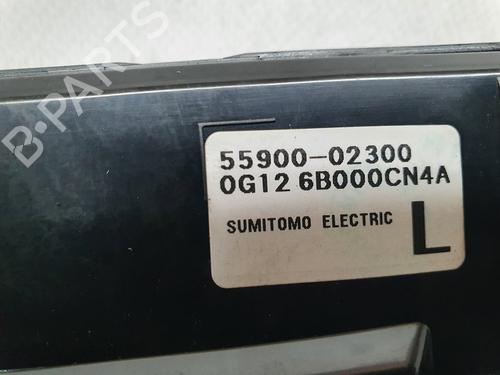 B-PARTS
55900-02300
0G12 6B000CN4A
SUMITOMO ELECTRIC
L